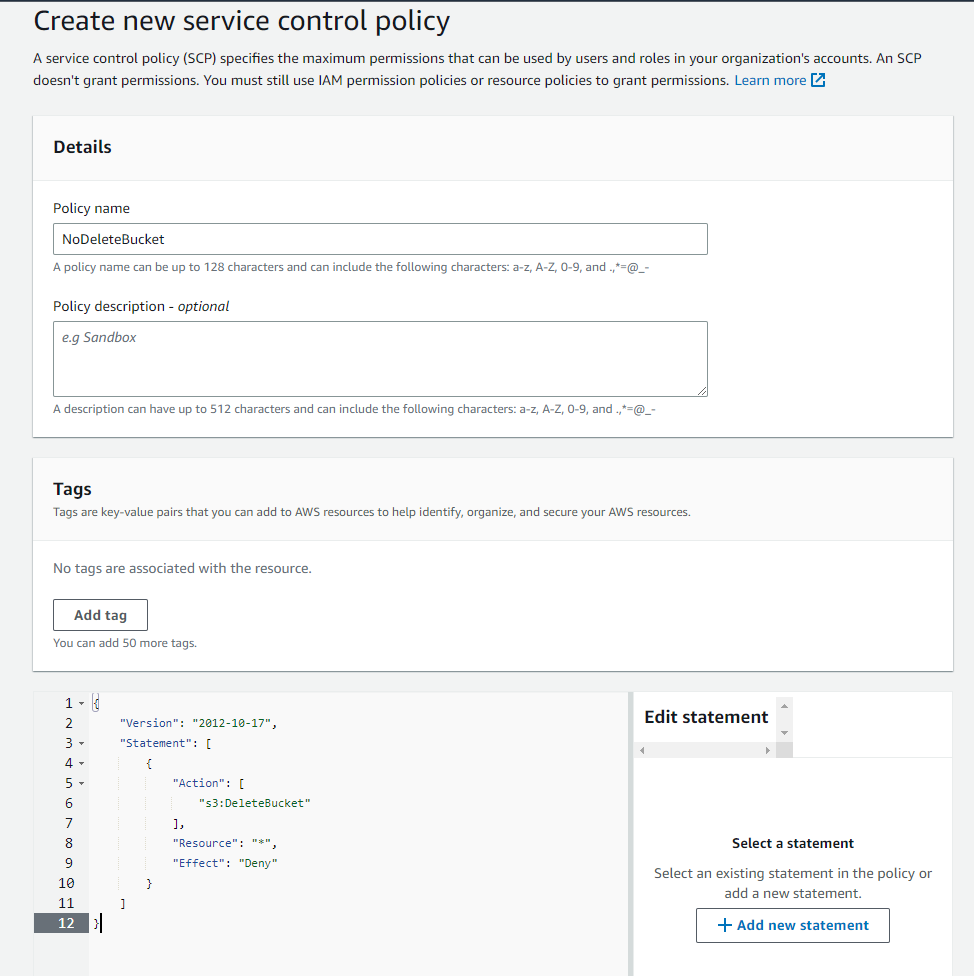 Create new service control policy
A service control policy (SCP) specifies the maximum permissions that can be used by users and roles in your organization's accounts. An SCP
doesn't grant permissions. You must still use IAM permission policies or resource policies to grant permissions. Learn more
Details
Policy name
NoDeleteBucket
A policy name can be up to 128 characters and can include the following characters: a-z, A-Z, 0-9, and .,*=@_-
Policy description - optional
e.g Sandbox
A description can have up to 512 characters and can include the following characters: a-z, A-Z, 0-9, and .,*=@_-
Tags
Tags are key-value pairs that you can add to AWS resources to help identify, organize, and secure your AWS resources.
No tags are associated with the resource.
Add tag
You can add 50 more tags.
1 {
2 "Version": "2012-10-17",
3 "Statement": [
4 {
5 "Action": [
6 "s3:DeleteBucket"
7 ],
8 "Resource": "*",
9 "Effect": "Deny"
10 }
11 ]
12 }
Edit statement
Select a statement
Select an existing statement in the policy or
add a new statement.
+ Add new statement